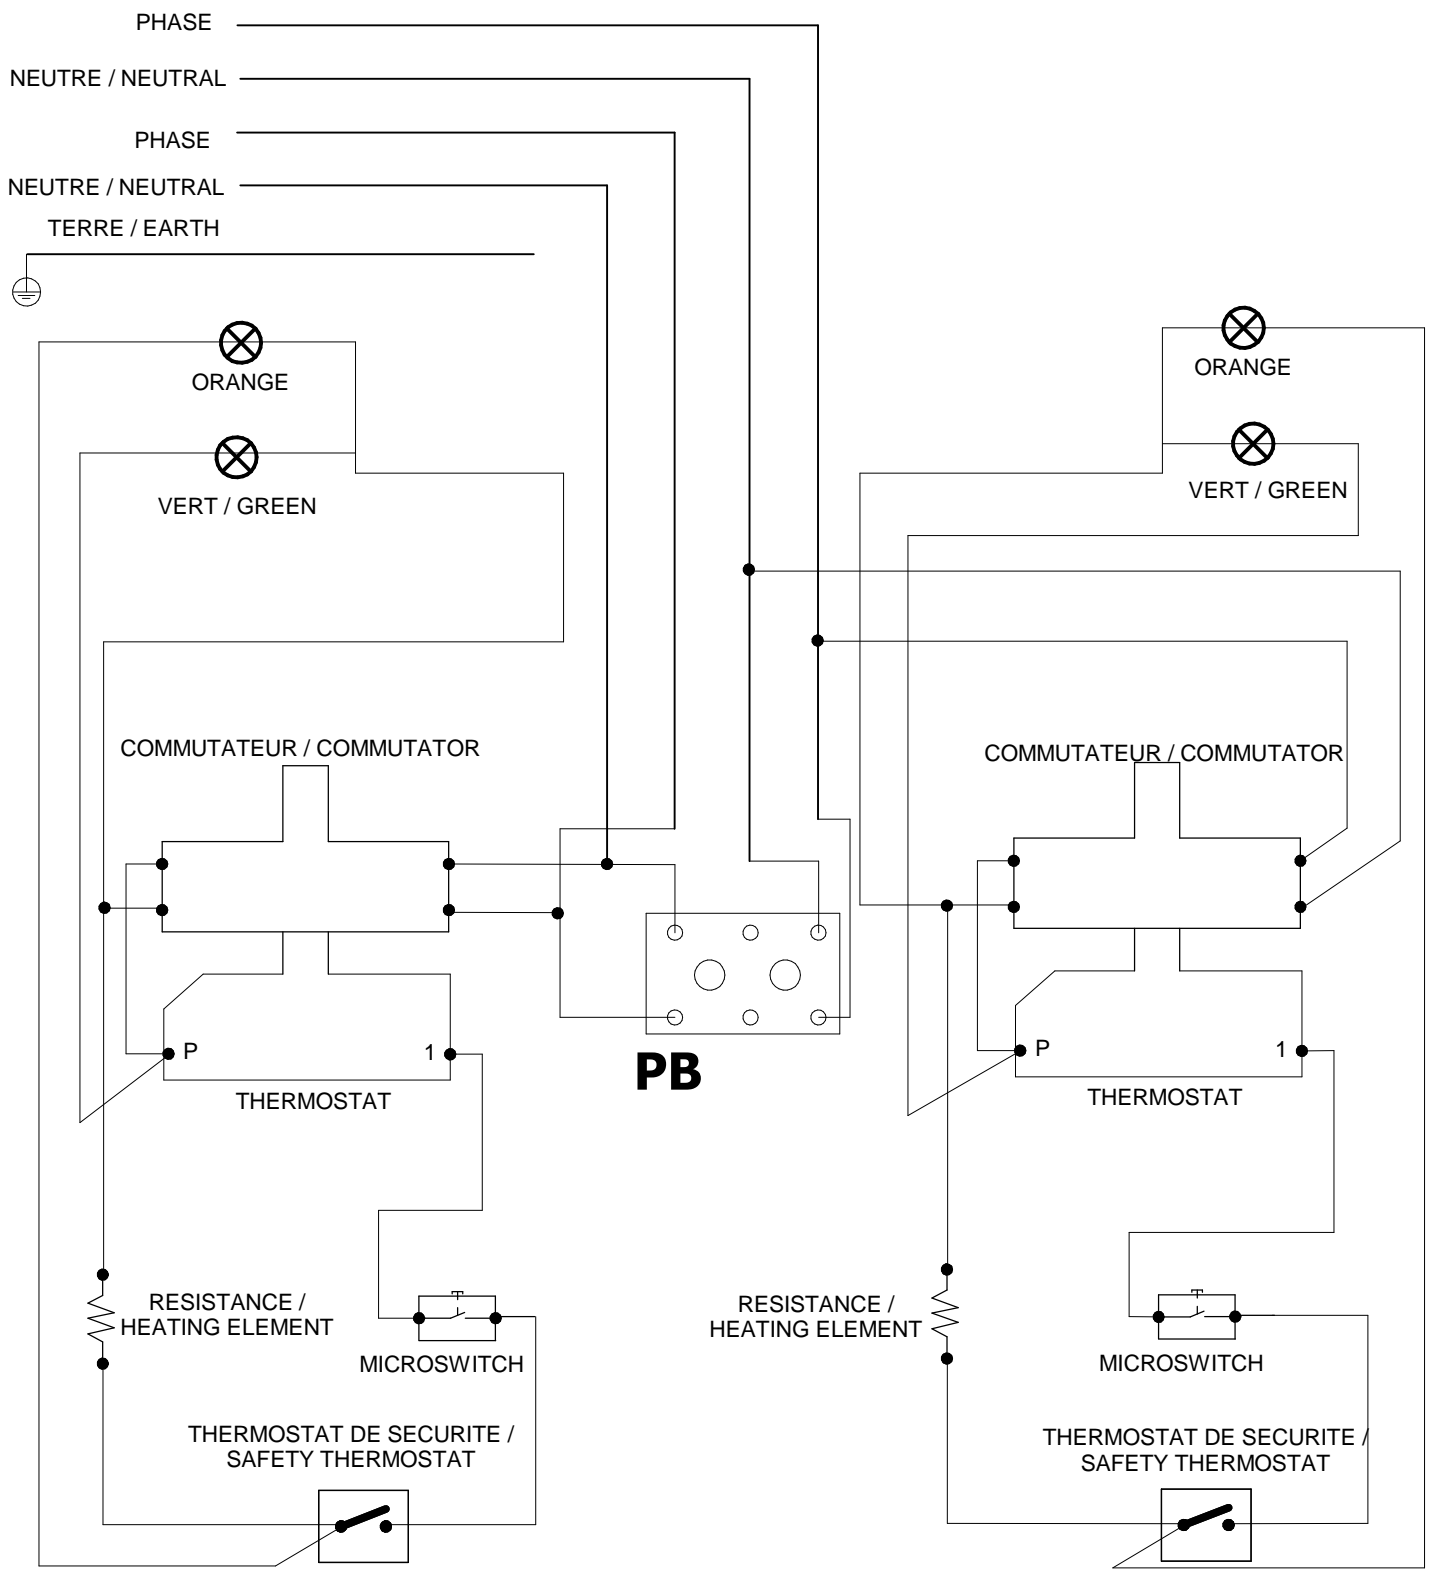 PHASE
NEUTRE / NEUTRAL
PHASE
NEUTRE / NEUTRAL
TERRE / EARTH
ORANGE
VERT / GREEN
ORANGE
VERT / GREEN
COMMUTATEUR / COMMUTATOR
COMMUTATEUR / COMMUTATOR
P
1
THERMOSTAT
PB
P
1
THERMOSTAT
RESISTANCE /
HEATING ELEMENT
MICROSWITCH
RESISTANCE /
HEATING ELEMENT
MICROSWITCH
THERMOSTAT DE SECURITE /
SAFETY THERMOSTAT
THERMOSTAT DE SECURITE /
SAFETY THERMOSTAT